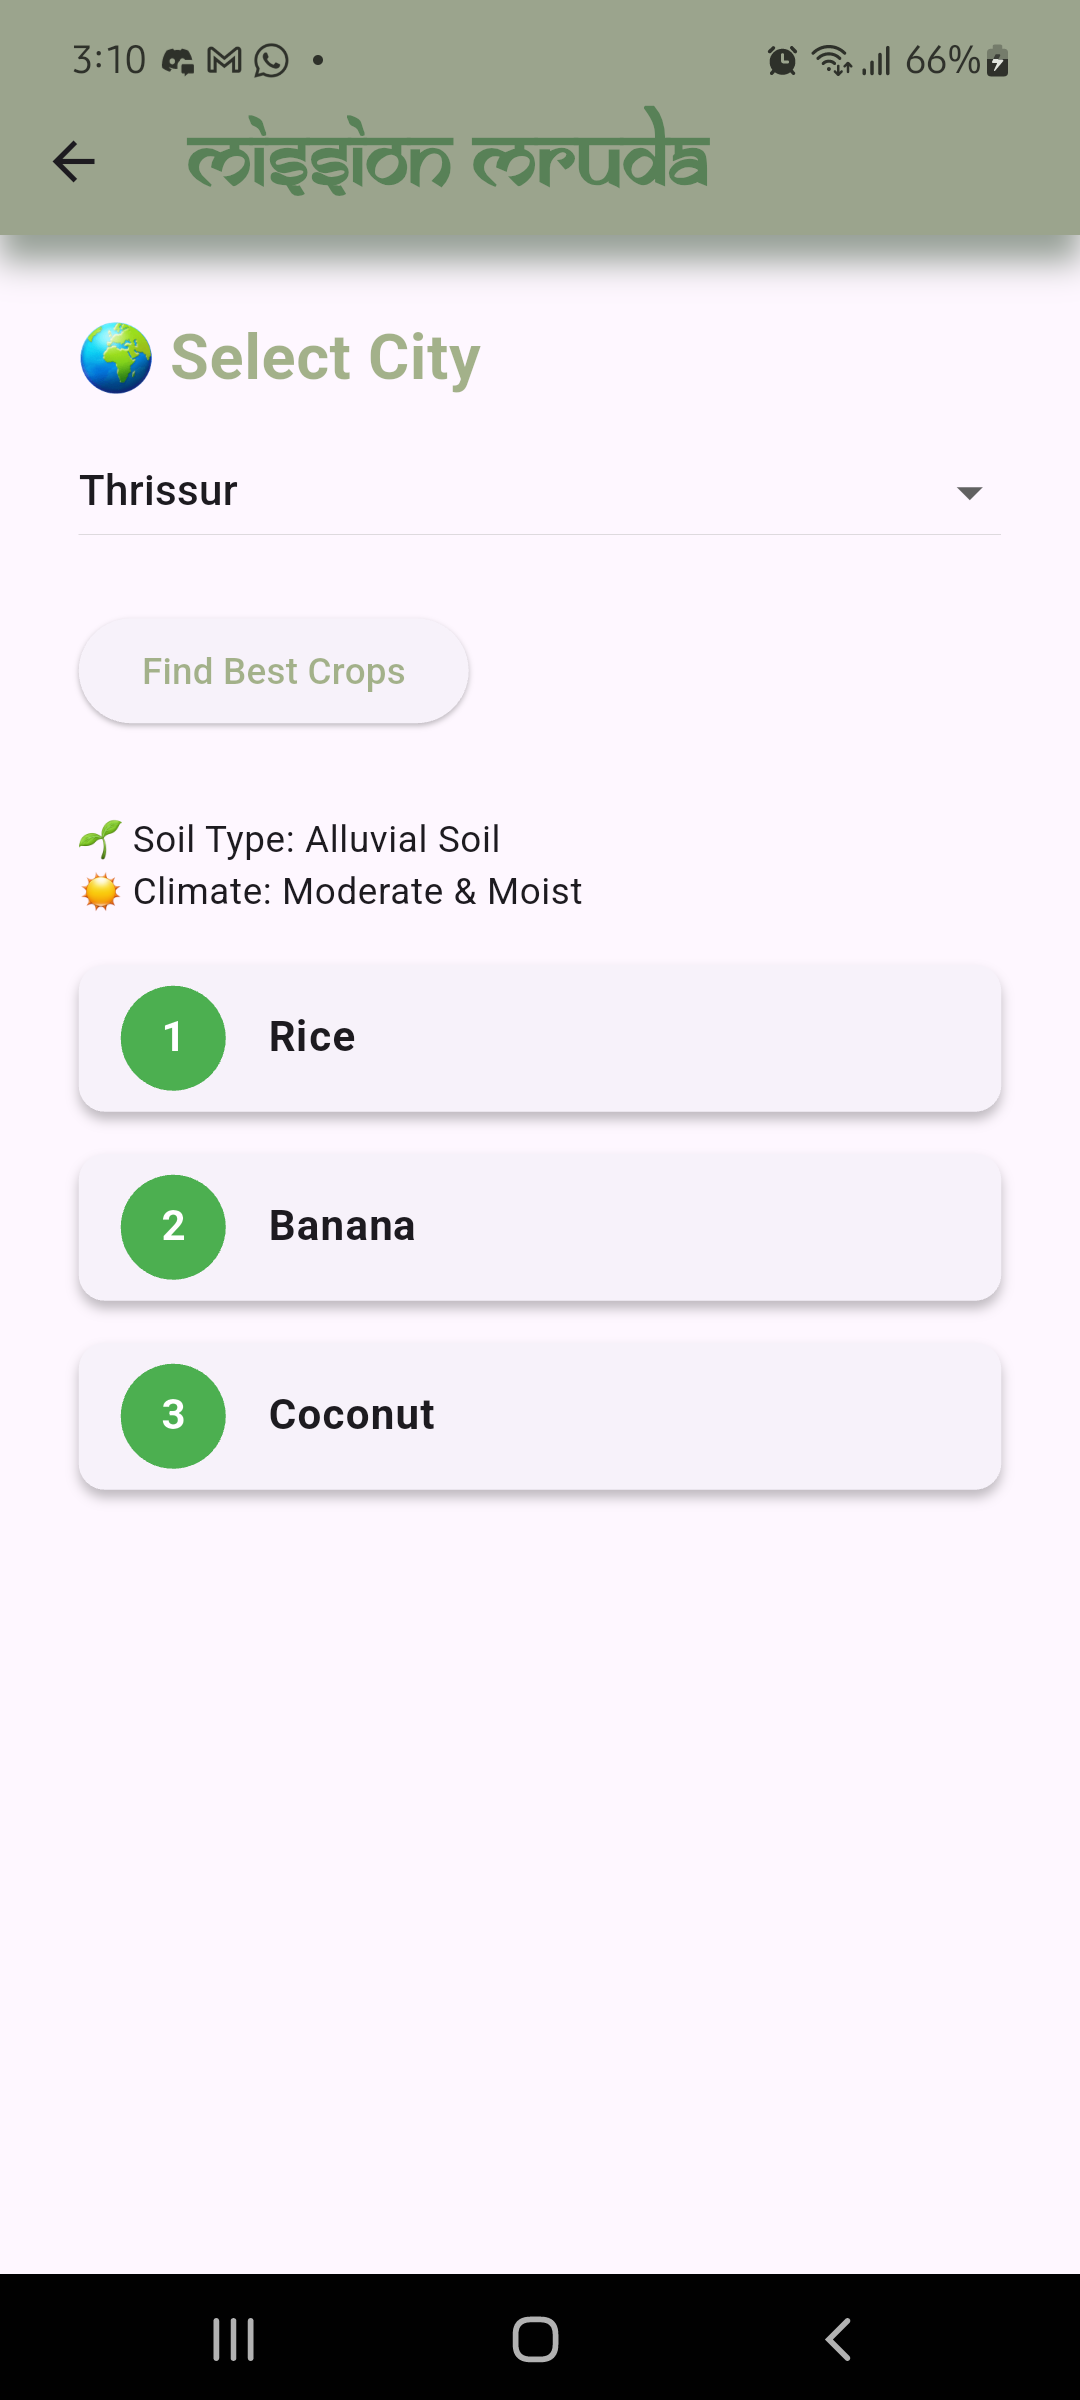 3:10 66%
mission mruda
Select City
Thrissur
Find Best Crops
Soil Type: Alluvial Soil
Climate: Moderate & Moist
1 Rice
2 Banana
3 Coconut